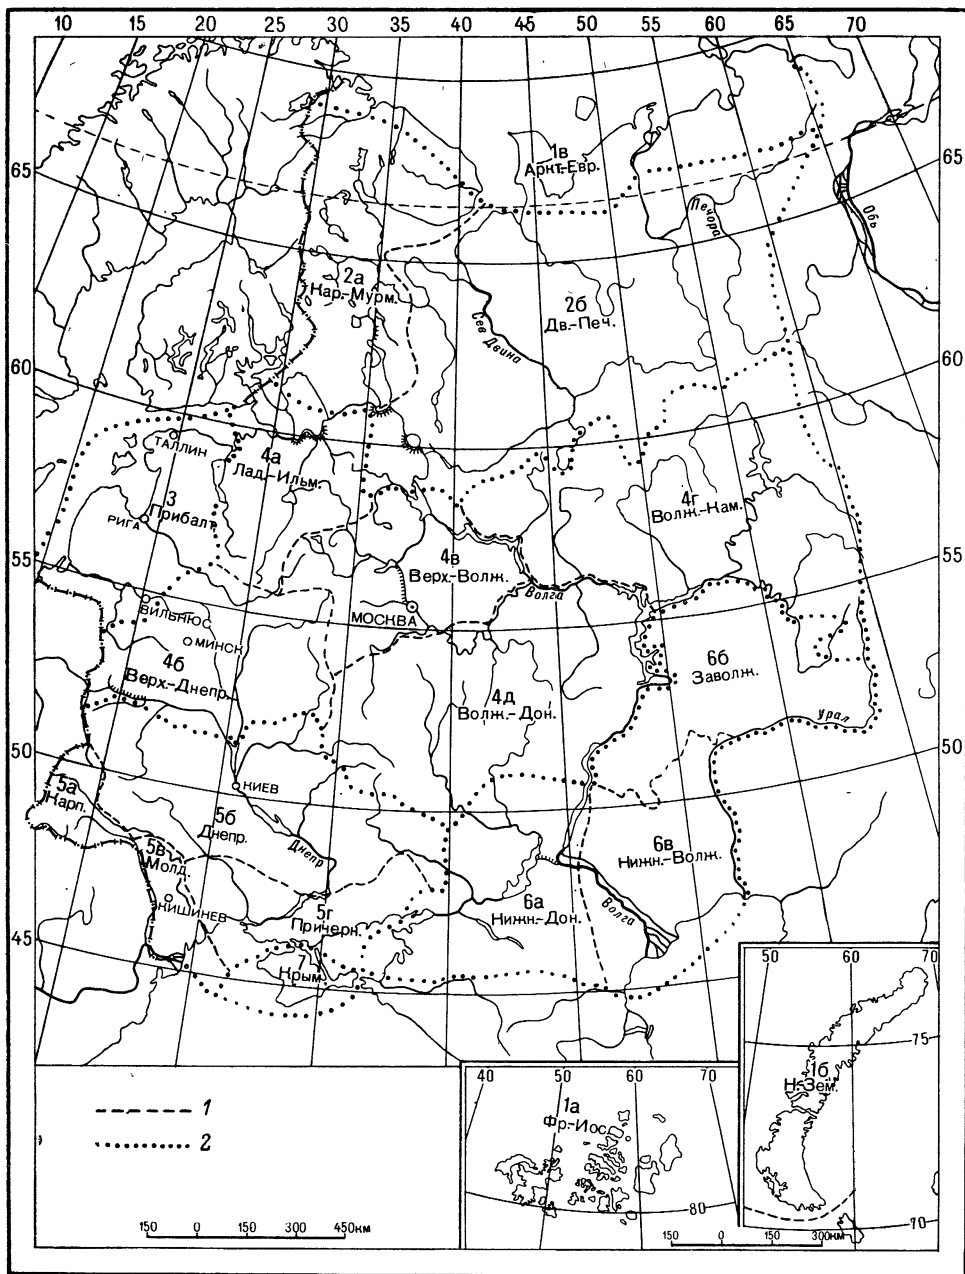 10 15 20 25 30 35 40 45 50 55 60 65 70
65
1в
Аркт-Евр.
65
Печора
Обь
2а
Кар.-Мурм.
2б
Дв.-Печ.
Сев Двина
60
60
ТАЛЛИН
4а
Лад.-Ильм.
3
Прибалт.
РИГА
4г
Волж.-Кам.
55
55
4в
Верх-Волж.
Волга
МОСКВА
ВИЛЬНЮС
МИНСК
4б
Верх.-Днепр.
6б
Заволж.
4д
Волж.-Дон.
Урал
50
50
КИЕВ
5а
Карп.
5б
Днепр.
Днепр
5в
Молд.
6в
Нижн.-Волж.
КИШИНЕВ
5г
Причерн.
6а
Нижн.-Дон.
Волга
45
7
Крым
50 60 70
75
1б
Н.Зем.
70
150 0 300км
40 50 60 70
1а
Фр-Иос.
80
1
2
150 0 150 300 450км
150 0 150 300км